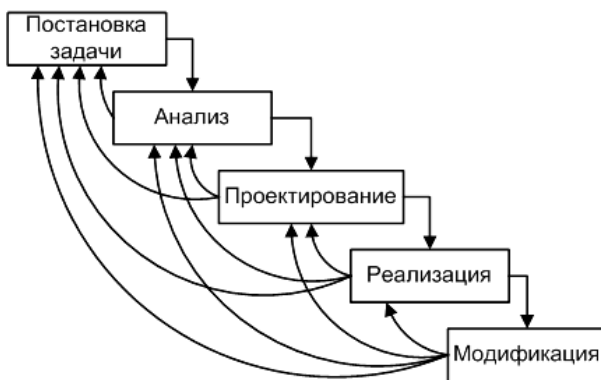 Постановка
задачи
Анализ
Проектирование
Реализация
Модификация